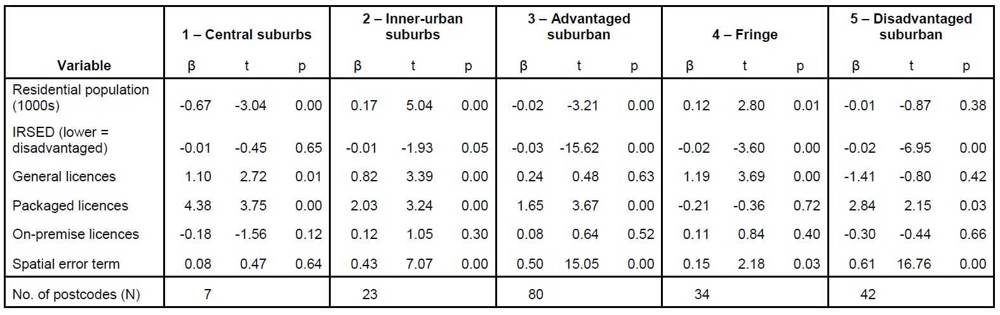 1 – Central suburbs 2 – Inner-urban suburbs 3 – Advantaged suburban 4 – Fringe 5 – Disadvantaged suburban
Variable β t p β t p β t p β t p β t p
Residential population (1000s) -0.67 -3.04 0.00 0.17 5.04 0.00 -0.02 -3.21 0.00 0.12 2.80 0.01 -0.01 -0.87 0.38
IRSED (lower = disadvantaged) -0.01 -0.45 0.65 -0.01 -1.93 0.05 -0.03 -15.62 0.00 -0.02 -3.60 0.00 -0.02 -6.95 0.00
General licences 1.10 2.72 0.01 0.82 3.39 0.00 0.24 0.48 0.63 1.19 3.69 0.00 -1.41 -0.80 0.42
Packaged licences 4.38 3.75 0.00 2.03 3.24 0.00 1.65 3.67 0.00 -0.21 -0.36 0.72 2.84 2.15 0.03
On-premise licences -0.18 -1.56 0.12 0.12 1.05 0.30 0.08 0.64 0.52 0.11 0.84 0.40 -0.30 -0.44 0.66
Spatial error term 0.08 0.47 0.64 0.43 7.07 0.00 0.50 15.05 0.00 0.15 2.18 0.03 0.61 16.76 0.00
No. of postcodes (N) 7 23 80 34 42